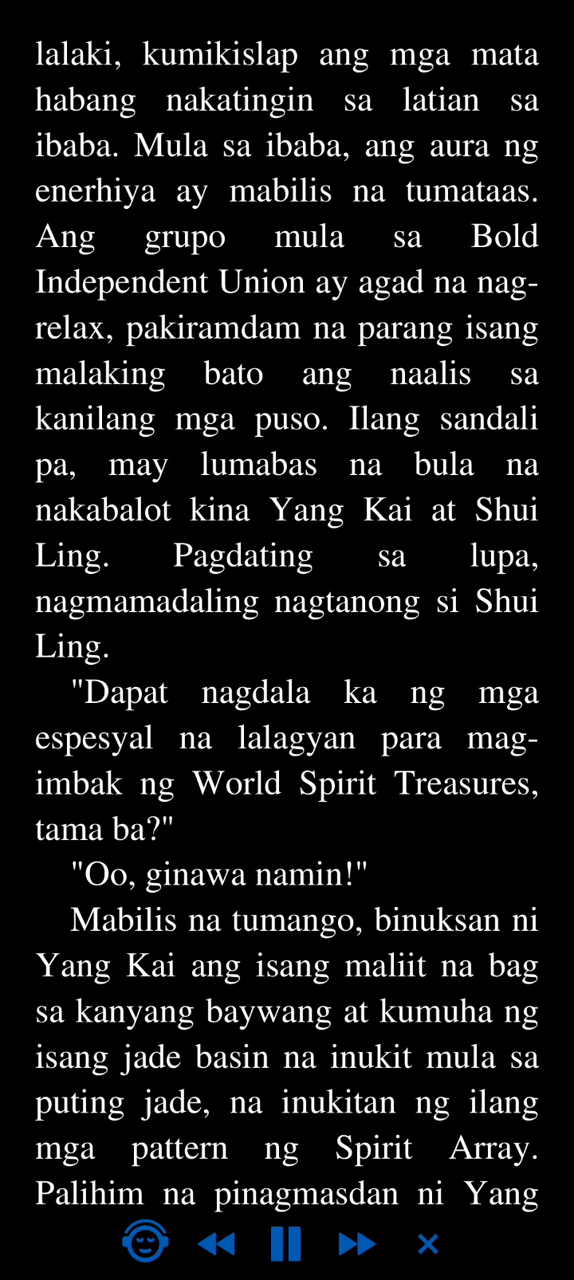 lalaki, kumikislap ang mga mata
habang nakatingin sa latian sa
ibaba. Mula sa ibaba, ang aura ng
enerhiya ay mabilis na tumataas.
Ang grupo mula sa Bold
Independent Union ay agad na nag-
relax, pakiramdam na parang isang
malaking bato ang naalis sa
kanilang mga puso. Ilang sandali
pa, may lumabas na bula na
nakabalot kina Yang Kai at Shui
Ling. Pagdating sa lupa,
nagmamadaling nagtanong si Shui
Ling.
"Dapat nagdala ka ng mga
espesyal na lalagyan para mag-
imbak ng World Spirit Treasures,
tama ba?"
"Oo, ginawa namin!"
Mabilis na tumango, binuksan ni
Yang Kai ang isang maliit na bag
sa kanyang baywang at kumuha ng
isang jade basin na inukit mula sa
puting jade, na inukitan ng ilang
mga pattern ng Spirit Array.
Palihim na pinagmasdan ni Yang